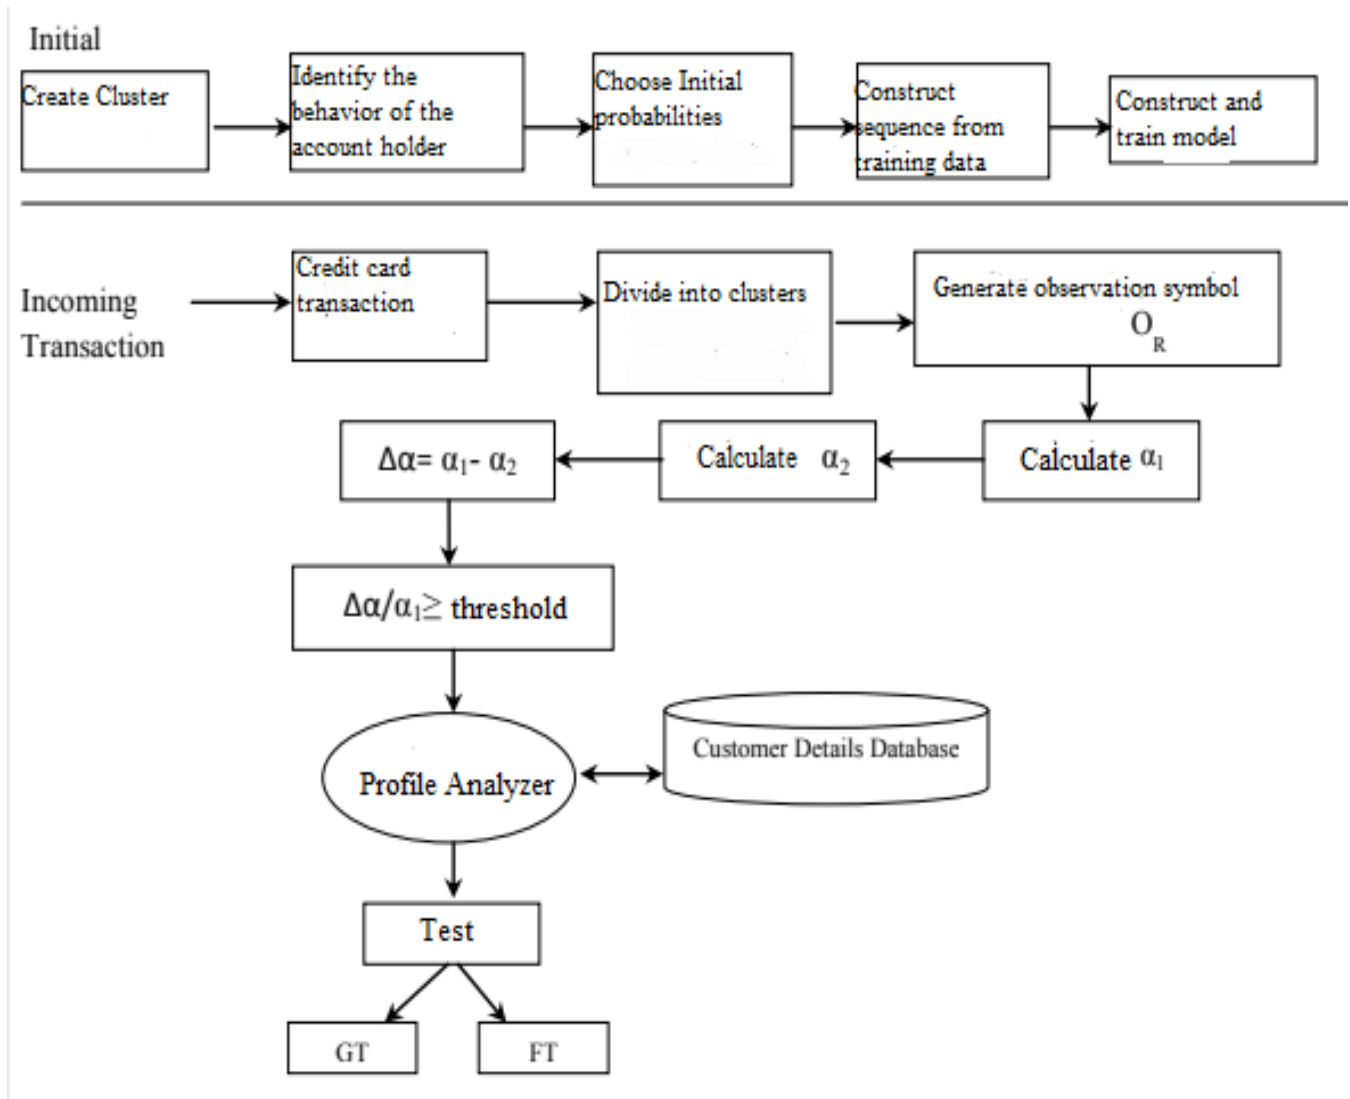 Initial
Create Cluster
Identify the
behavior of the
account holder
Choose Initial
probabilities
Construct
sequence from
training data
Construct and
train model
Incoming
Transaction
Credit card
transaction
Divide into clusters
Generate observation symbol
O_R
Δα= α₁- α₂
Calculate α₂
Calculate α₁
Δα/α₁≥ threshold
Profile Analyzer
Customer Details Database
Test
GT
FT